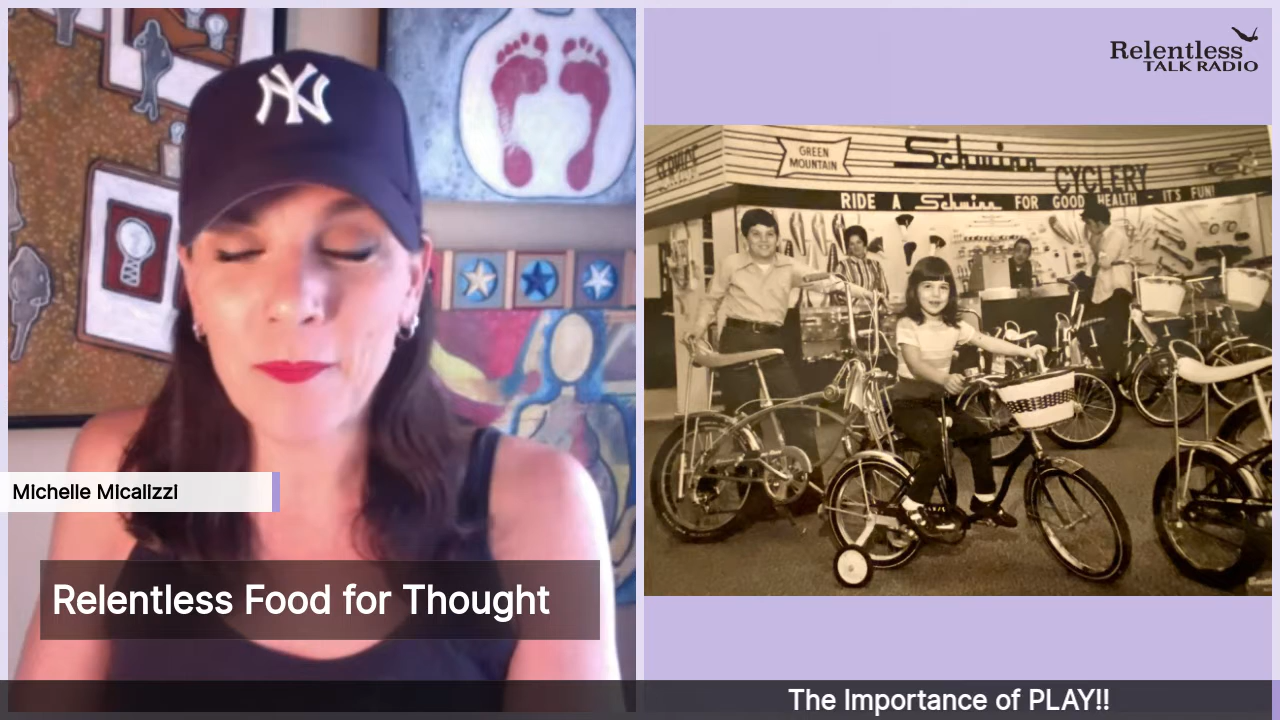 NY
MIchelle MIcalIzzI
Relentless Food for Thought
Relentless
TALK RADIO
SERVICE
GREEN
MOUNTAIN
Schwinn
CYCLERY
RIDE A Schwinn FOR GOOD HEALTH - IT'S FUN!
The Importance of PLAY!!